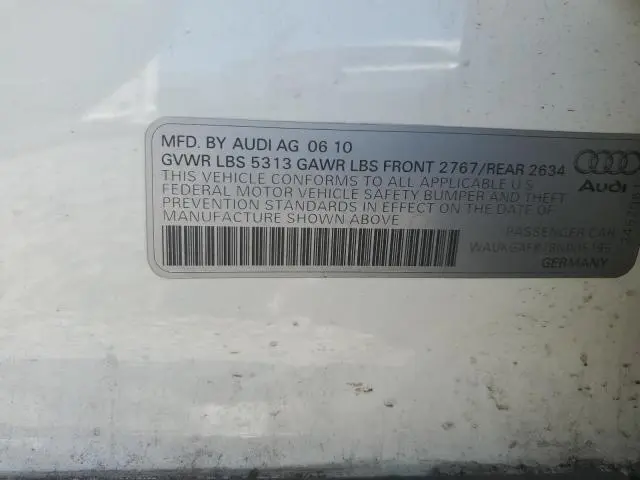 MFD. BY AUDI AG 06 10
GVWR LBS 5313 GAWR LBS FRONT 2767/REAR 2634
THIS VEHICLE CONFORMS TO ALL APPLICABLE U.S
FEDERAL MOTOR VEHICLE SAFETY BUMPER AND THEFT
PREVENTION STANDARDS IN EFFECT ON THE DATE OF
MANUFACTURE SHOWN ABOVE
Audi
PASSENGER CAR
GERMANY